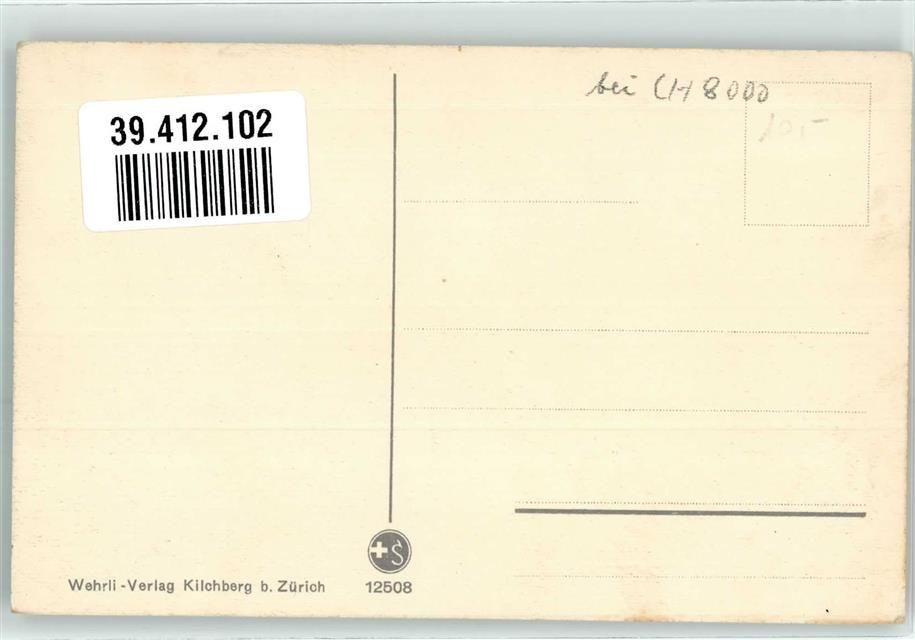 39.412.102
bei CH 8000
10,-
S
Wehrli-Verlag Kilchberg b. Zürich 12508